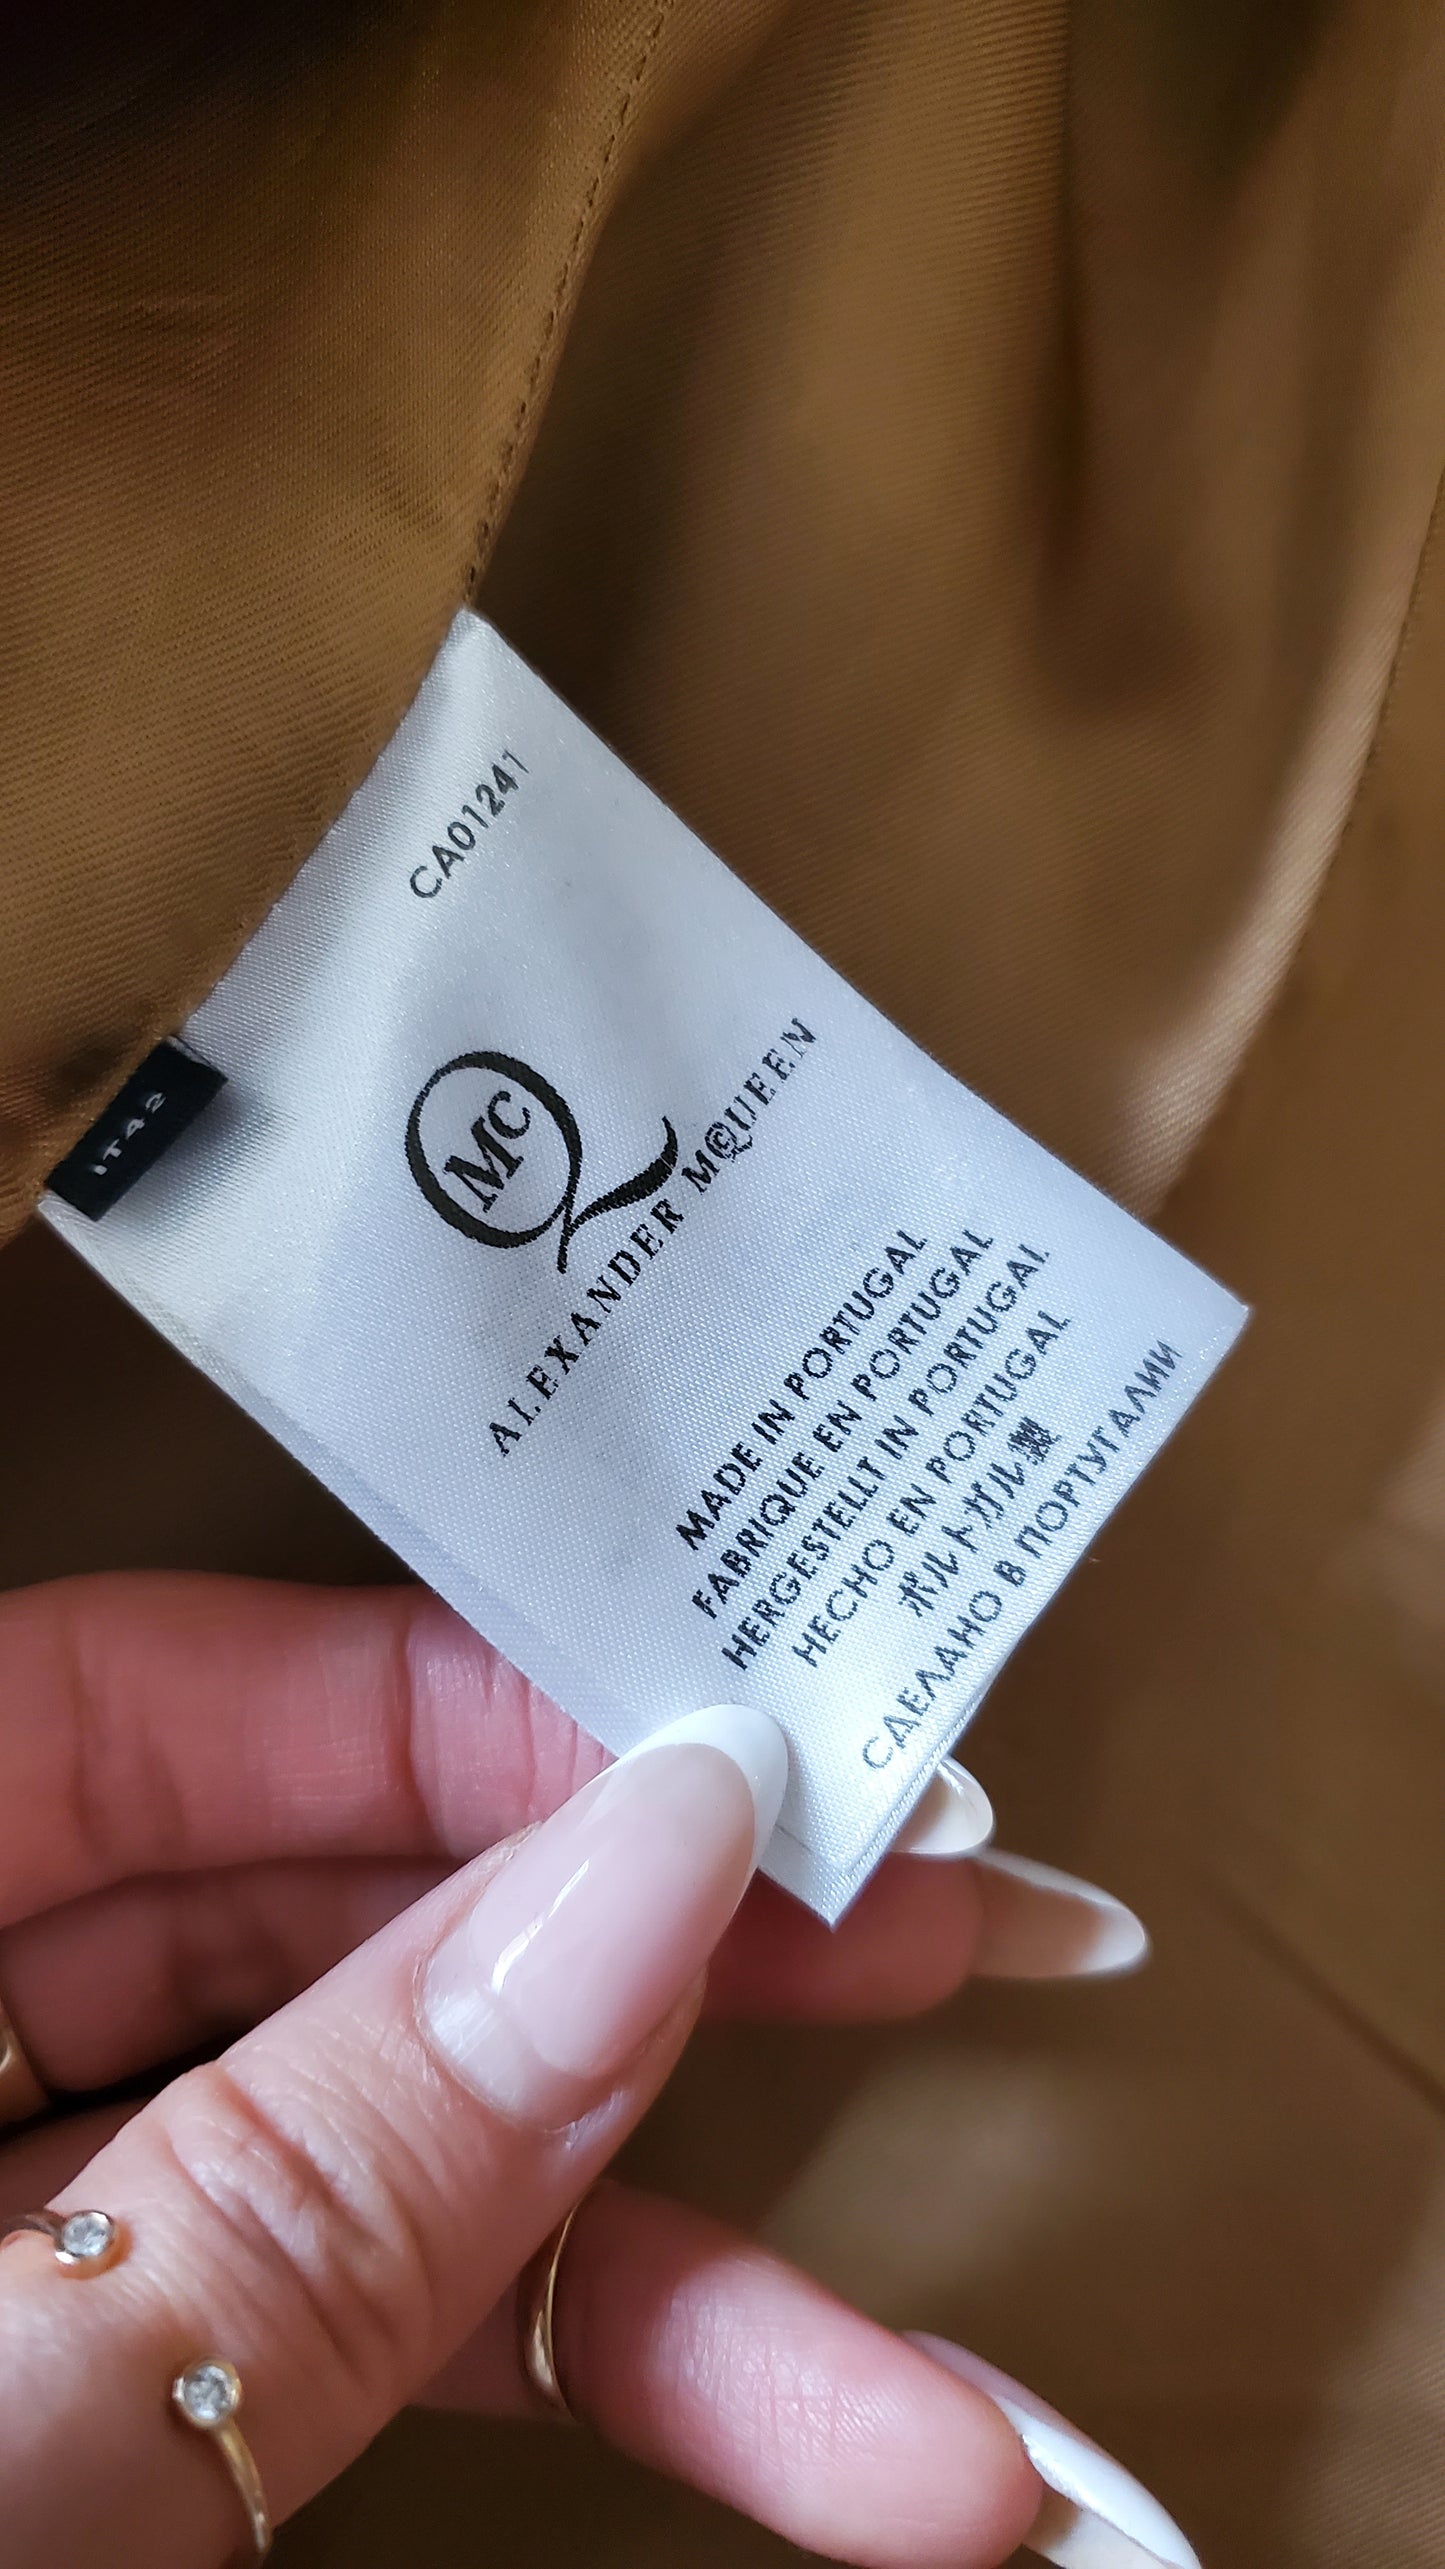 CA01241
IT42
MC
ALEXANDER MCQUEEN
MADE IN PORTUGAL
FABRIQUE EN PORTUGAL
HERGESTELLT IN PORTUGAL
HECHO EN PORTUGAL
ポルトガル製
СДЕЛАНО В ПОРТУГАЛИИ